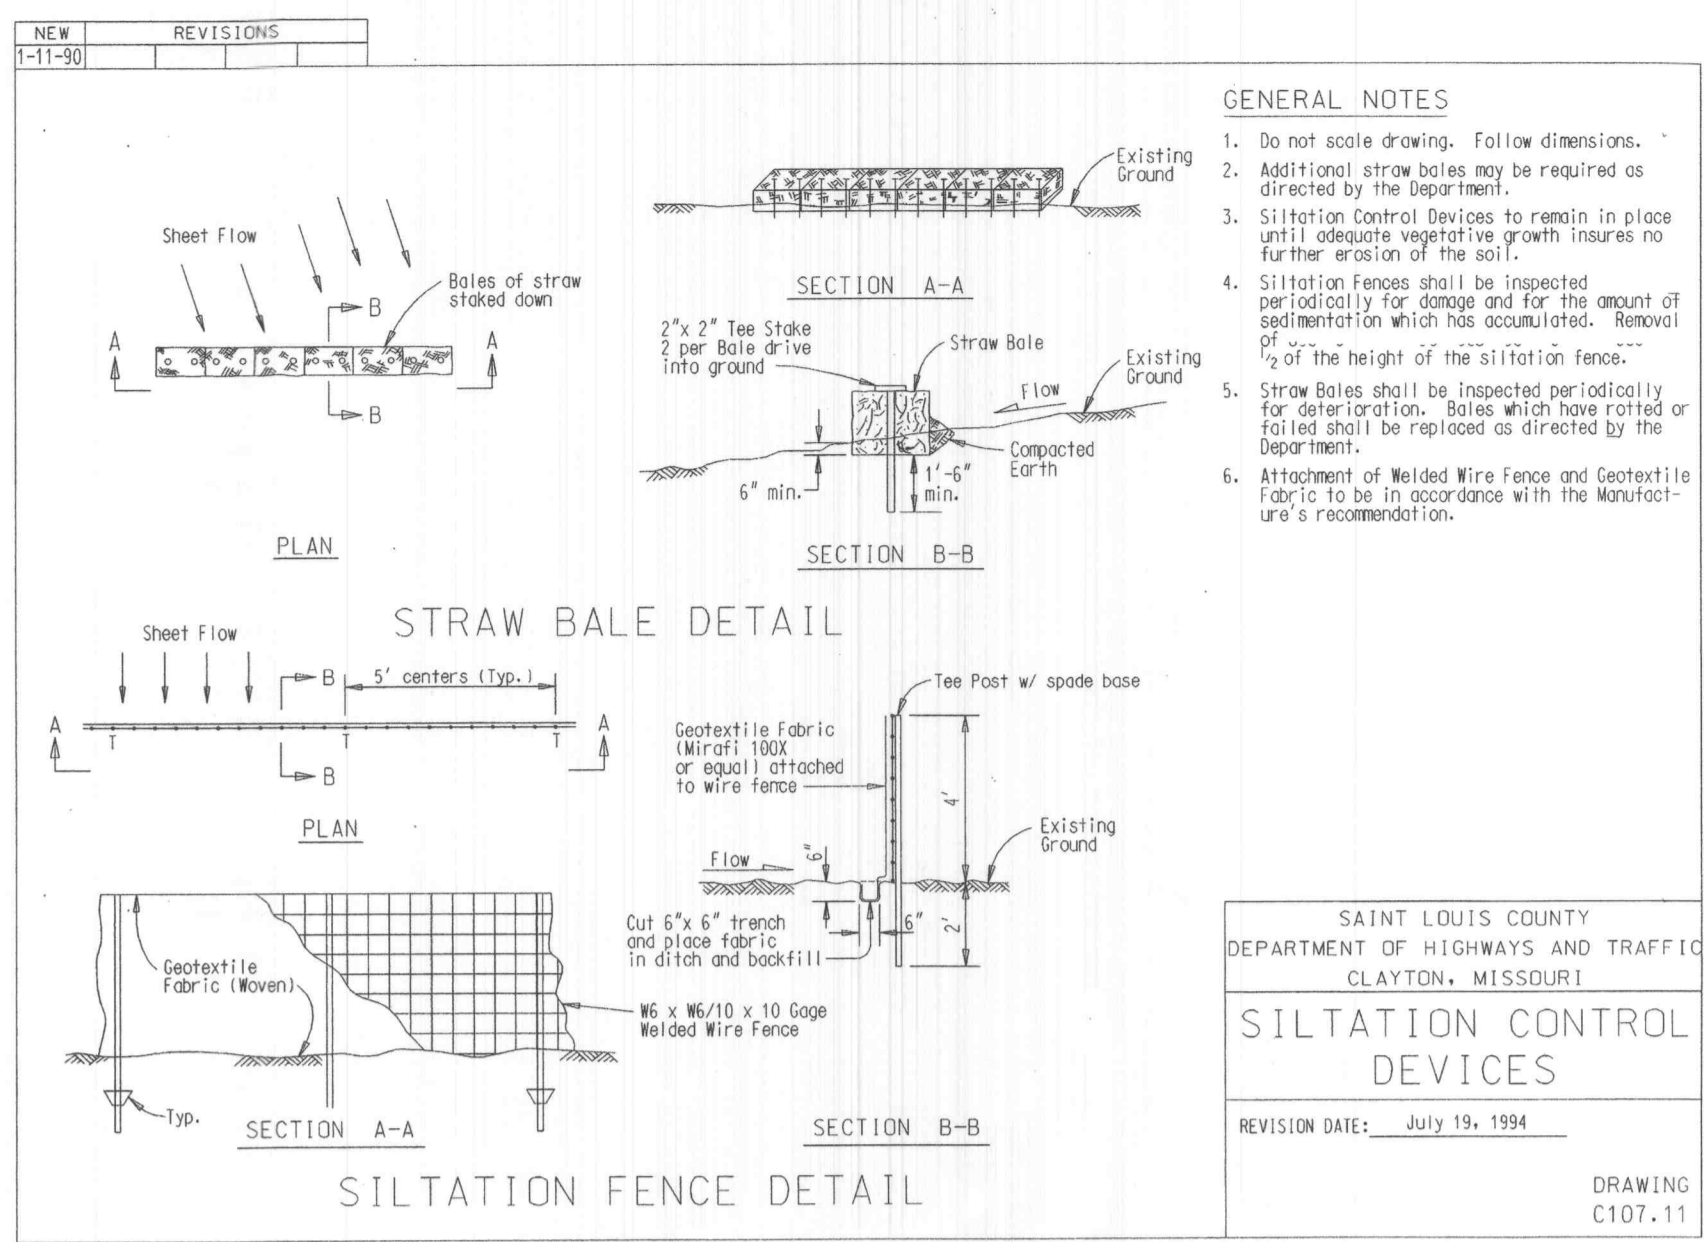 NEW
REVISIONS
1-11-90
Sheet Flow
Bales of straw
staked down
B
B
A
A
PLAN
Existing
Ground
SECTION A-A
2"x 2" Tee Stake
2 per Bale drive
into ground
Straw Bale
Existing
Ground
Flow
Compacted
Earth
6" min.
1'-6"
min.
SECTION B-B
STRAW BALE DETAIL
Sheet Flow
B
5' centers (Typ.)
A
A
T
T
T
B
PLAN
Geotextile
Fabric (Woven)
W6 x W6/10 x 10 Gage
Welded Wire Fence
Typ.
SECTION A-A
Tee Post w/ spade base
Geotextile Fabric
(Mirafi 100X
or equal) attached
to wire fence
4'
Existing
Ground
Flow
6"
Cut 6"x 6" trench
and place fabric
in ditch and backfill
6"
2'
SECTION B-B
SILTATION FENCE DETAIL
GENERAL NOTES
1. Do not scale drawing. Follow dimensions.
2. Additional straw bales may be required as
directed by the Department.
3. Siltation Control Devices to remain in place
until adequate vegetative growth insures no
further erosion of the soil.
4. Siltation Fences shall be inspected
periodically for damage and for the amount of
sedimentation which has accumulated. Removal
of
1/2 of the height of the siltation fence.
5. Straw Bales shall be inspected periodically
for deterioration. Bales which have rotted or
failed shall be replaced as directed by the
Department.
6. Attachment of Welded Wire Fence and Geotextile
Fabric to be in accordance with the Manufact-
ure's recommendation.
SAINT LOUIS COUNTY
DEPARTMENT OF HIGHWAYS AND TRAFFIC
CLAYTON, MISSOURI
SILTATION CONTROL
DEVICES
REVISION DATE: July 19, 1994
DRAWING
C107.11